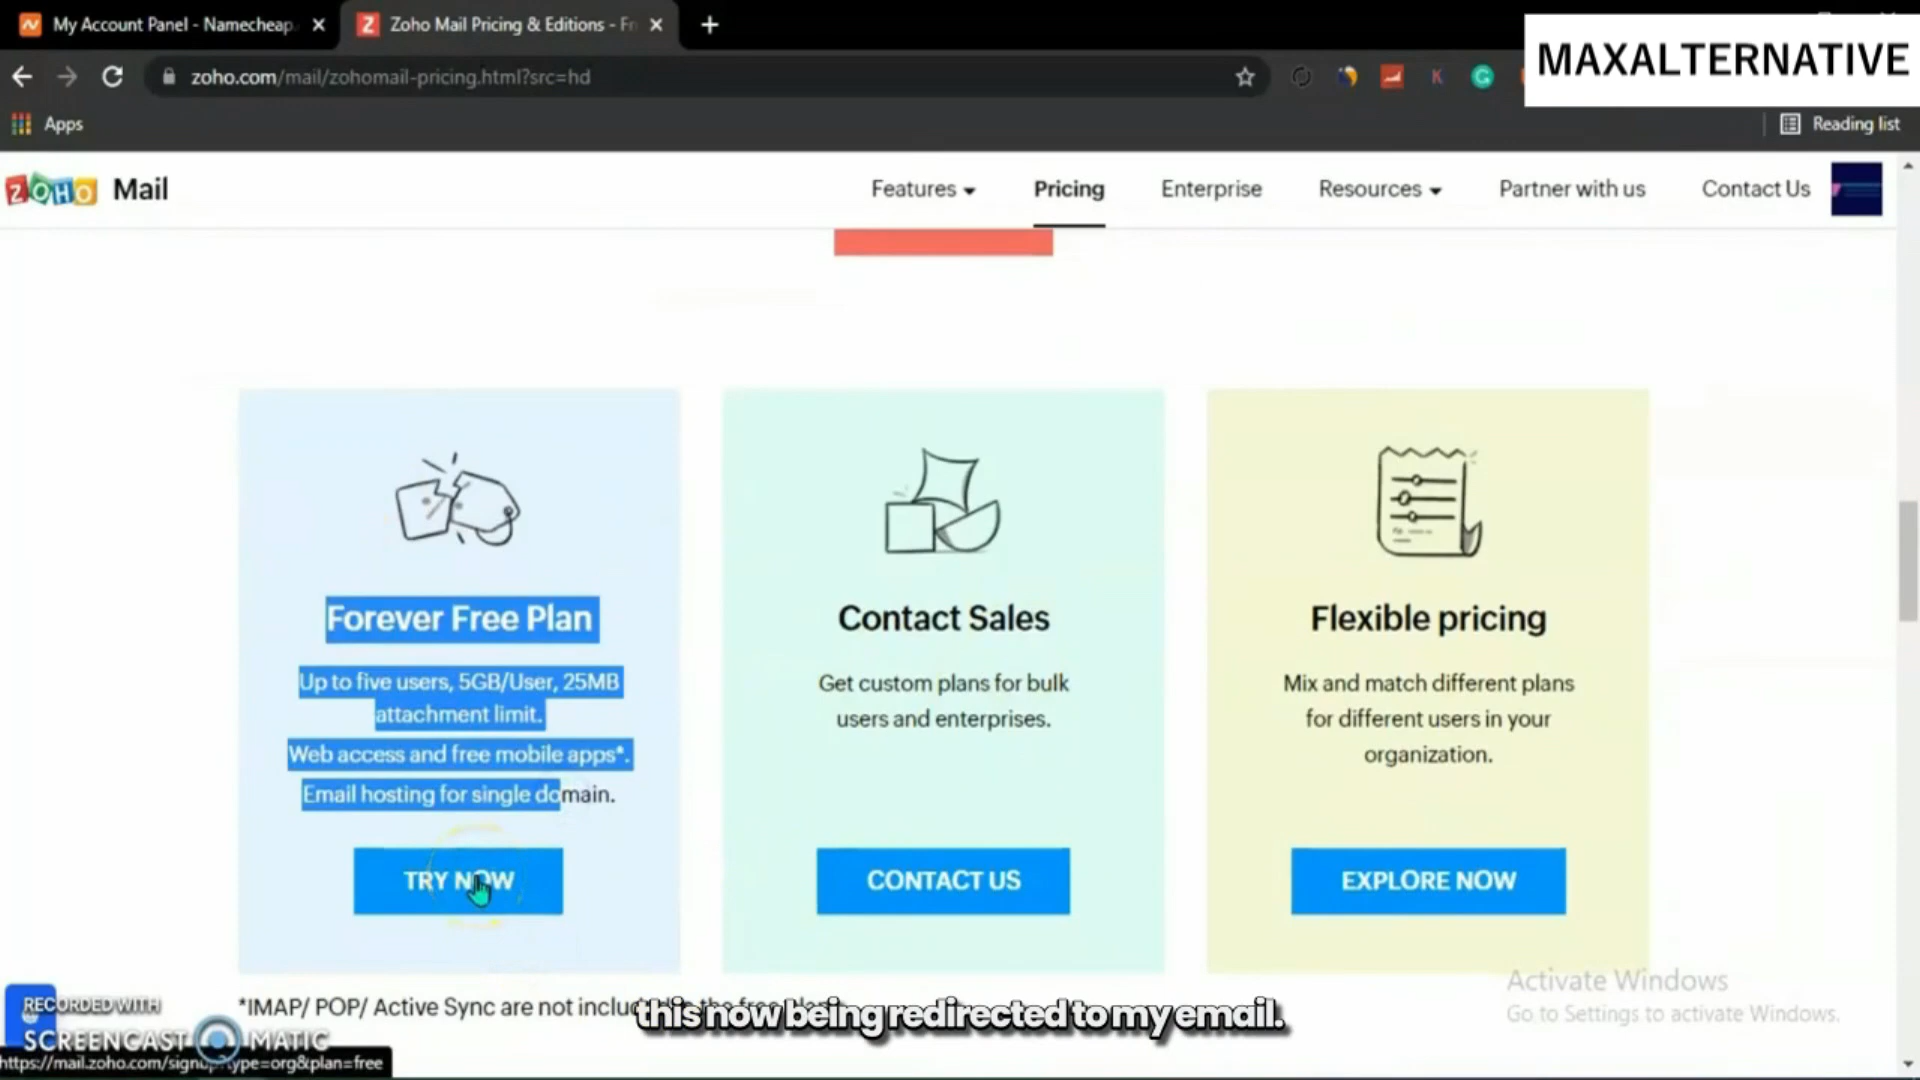 My Account Panel - Namecheap
Zoho Mail Pricing & Editions - Fr
MAXALTERNATIVE
zoho.com/mail/zohomail-pricing.html?src=hd
K
G
Apps
Reading list
ZOHO Mail
Features
Pricing
Enterprise
Resources
Partner with us
Contact Us
Forever Free Plan
Up to five users, 5GB/User, 25MB
attachment limit.
Web access and free mobile apps*.
Email hosting for single domain.
TRY NOW
Contact Sales
Get custom plans for bulk
users and enterprises.
CONTACT US
Flexible pricing
Mix and match different plans
for different users in your
organization.
EXPLORE NOW
Activate Windows
Go to Settings to activate Windows.
*IMAP/ POP/ Active Sync are not
this now being redirected to my email.
RECORDED WITH
SCREENCAST MATIC
https://mail.zoho.com/signup?type=org&plan=free